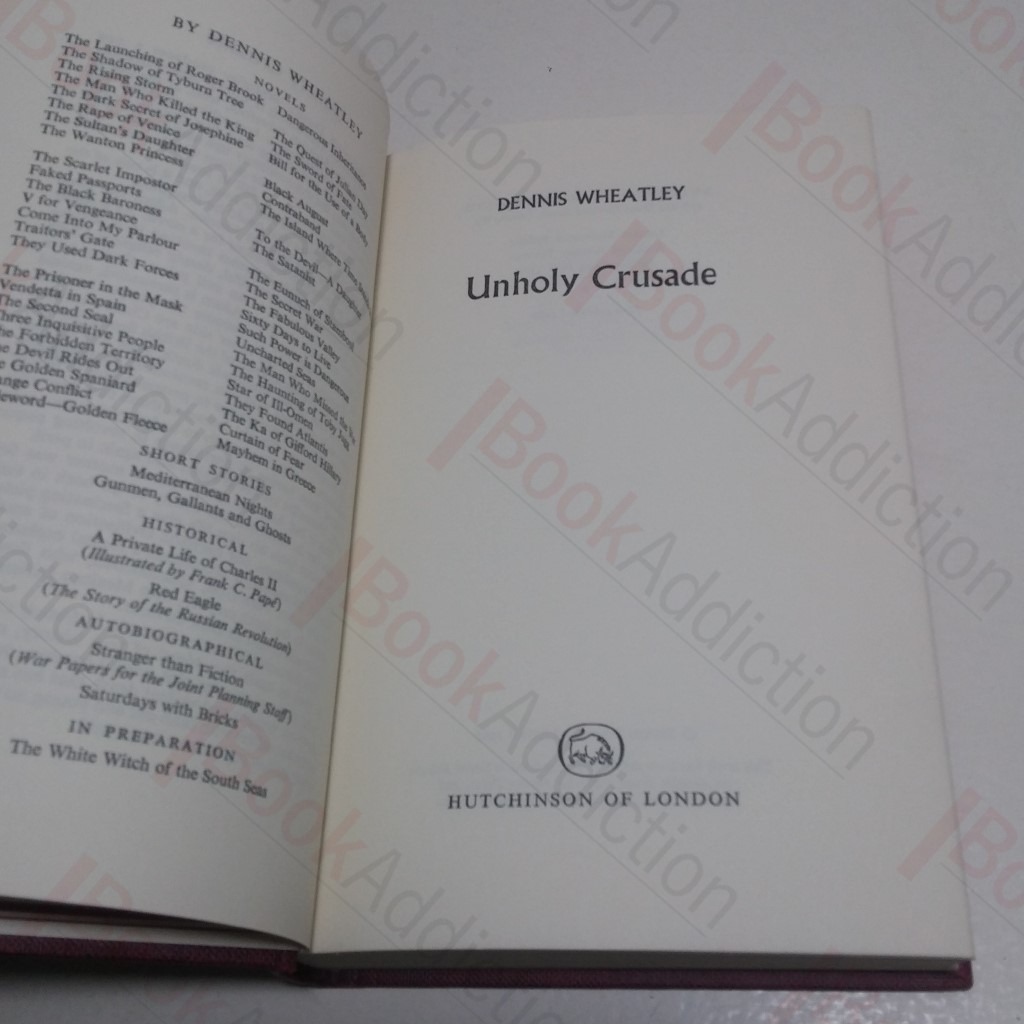 BY DENNIS WHEATLEY
NOVELS
The Launching of Roger Brook
The Shadow of Tyburn Tree
The Rising Storm
The Man Who Killed the King
The Dark Secret of Josephine
The Rape of Venice
The Sultan's Daughter
The Wanton Princess
The Scarlet Impostor
Faked Passports
The Black Baroness
V for Vengeance
Come Into My Parlour
Traitors' Gate
They Used Dark Forces
The Prisoner in the Mask
Vendetta in Spain
The Second Seal
Three Inquisitive People
he Forbidden Territory
e Devil Rides Out
e Golden Spaniard
ange Conflict
eword—Golden Fleece
Dangerous Inheritance
The Quest of Julian Day
The Sword of Fate
Bill for the Use of a Body
Black August
Contraband
The Island Where Time
To the Devil—A Daughter
The Satanist
The Eunuch of Stamboul
The Secret War
The Fabulous Valley
Sixty Days to Live
Such Power is Dangerous
Uncharted Seas
The Man Who Missed the War
The Haunting of Toby Jugg
Star of Ill-Omen
They Found Atlantis
The Ka of Gifford Hillary
Curtain of Fear
Mayhem in Greece
SHORT STORIES
Mediterranean Nights
Gunmen, Gallants and Ghosts
HISTORICAL
A Private Life of Charles II
(Illustrated by Frank C. Papé)
Red Eagle
(The Story of the Russian Revolution)
AUTOBIOGRAPHICAL
Stranger than Fiction
(War Papers for the Joint Planning Staff)
Saturdays with Bricks
IN PREPARATION
The White Witch of the South Seas
DENNIS WHEATLEY
Unholy Crusade
HUTCHINSON OF LONDON
BookAddiction